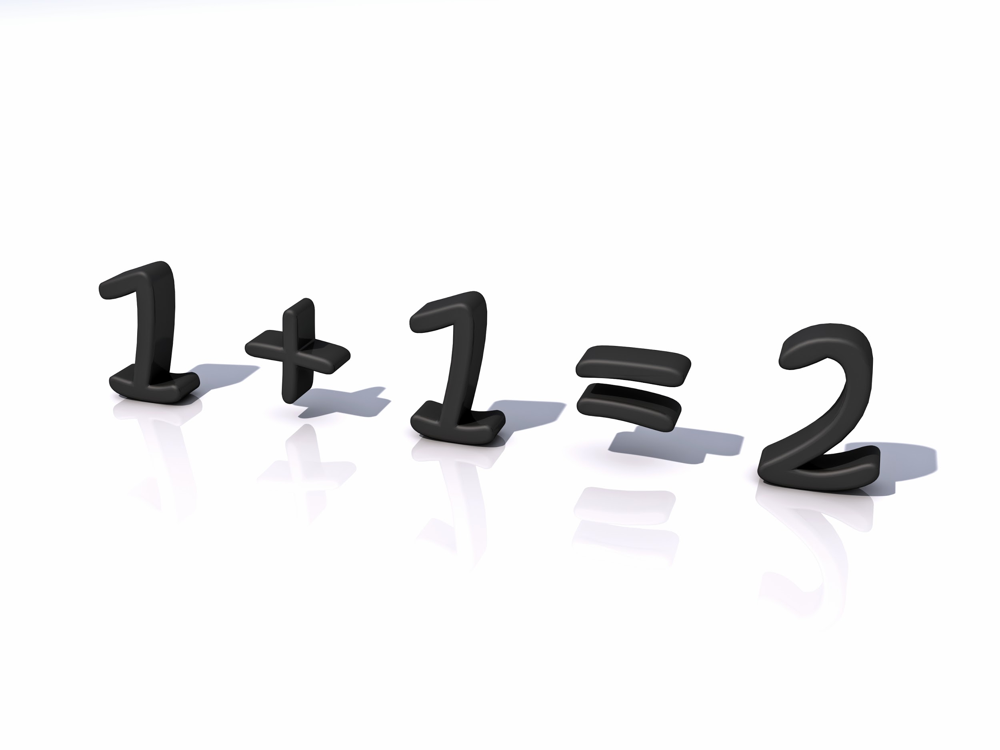 1 + 1 = 2